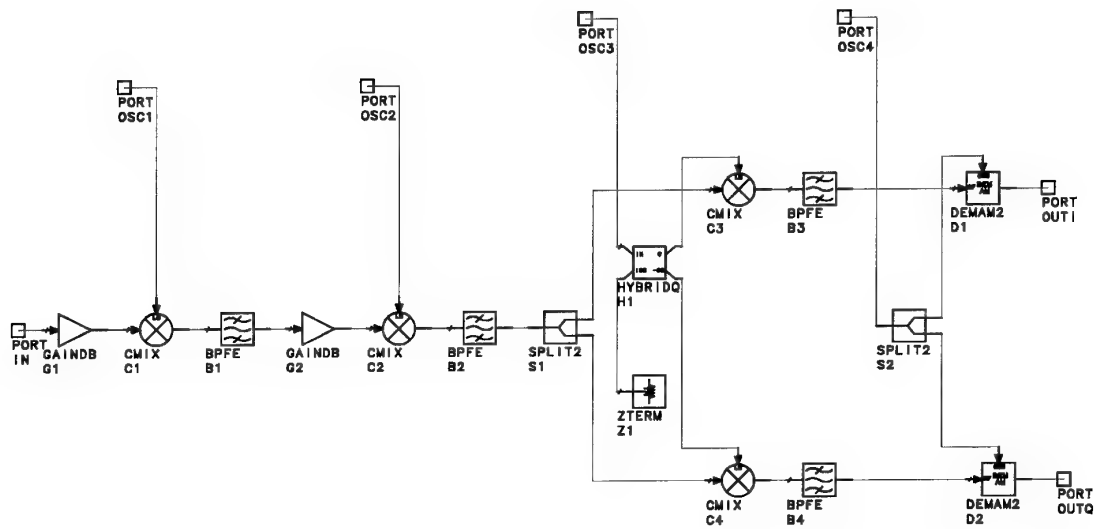 PORT
OSC3
PORT
OSC4
PORT
OSC1
PORT
OSC2
CMIX
C3
BPFE
B3
DEMAM2
D1
PORT
OUTI
IN
HYBRIDQ
H1
PORT
IN
GAINDB
G1
CMIX
C1
BPFE
B1
GAINDB
G2
CMIX
C2
BPFE
B2
SPLIT2
S1
SPLIT2
S2
ZTERM
Z1
CMIX
C4
BPFE
B4
DEMAM2
D2
PORT
OUTQ